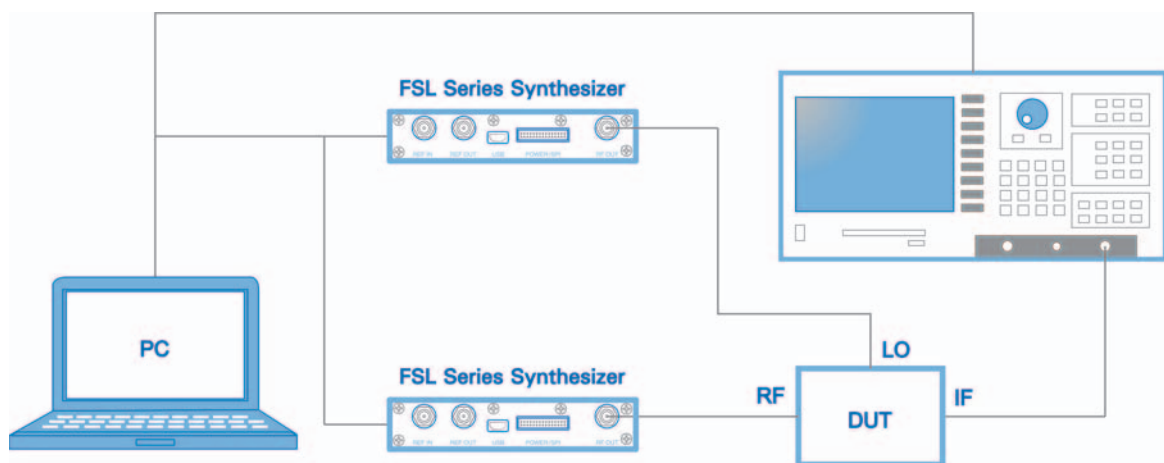 FSL Series Synthesizer
REF IN REF OUT USB POWER/SPI RF OUT
PC
LO
FSL Series Synthesizer
RF
DUT
IF
REF IN REF OUT USB POWER/SPI RF OUT